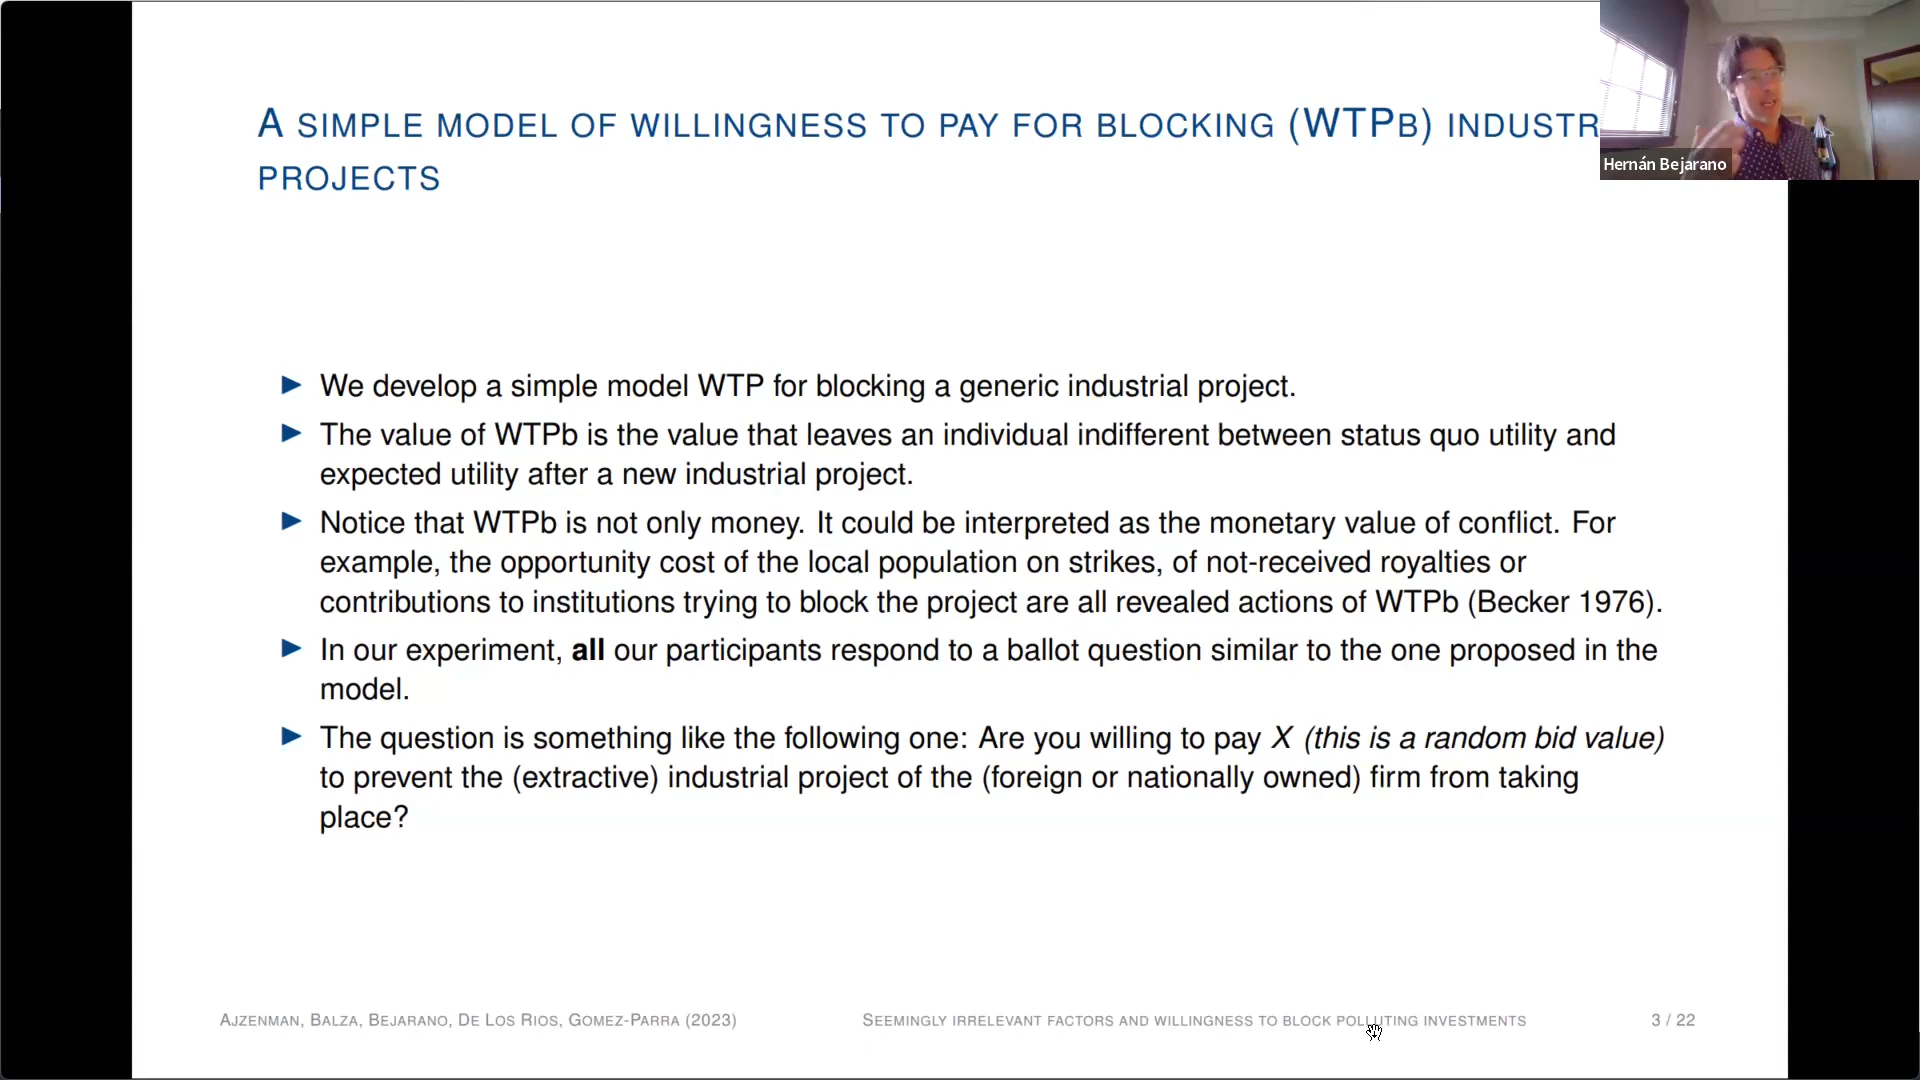 A SIMPLE MODEL OF WILLINGNESS TO PAY FOR BLOCKING (WTPB)
PROJECTS
Hernán Bejarano
► We develop a simple model WTP for blocking a generic industrial project.
► The value of WTPb is the value that leaves an individual indifferent between status quo utility and
expected utility after a new industrial project.
► Notice that WTPb is not only money. It could be interpreted as the monetary value of conflict. For
example, the opportunity cost of the local population on strikes, of not-received royalties or
contributions to institutions trying to block the project are all revealed actions of WTPb (Becker 1976).
► In our experiment, all our participants respond to a ballot question similar to the one proposed in the
model.
► The question is something like the following one: Are you willing to pay X (this is a random bid value)
to prevent the (extractive) industrial project of the (foreign or nationally owned) firm from taking
place?
AJZENMAN, BALZA, BEJARANO, DE LOS RIOS, GOMEZ-PARRA (2023)
SEEMINGLY IRRELEVANT FACTORS AND WILLINGNESS TO BLOCK POLLUTING INVESTMENTS
3 / 22